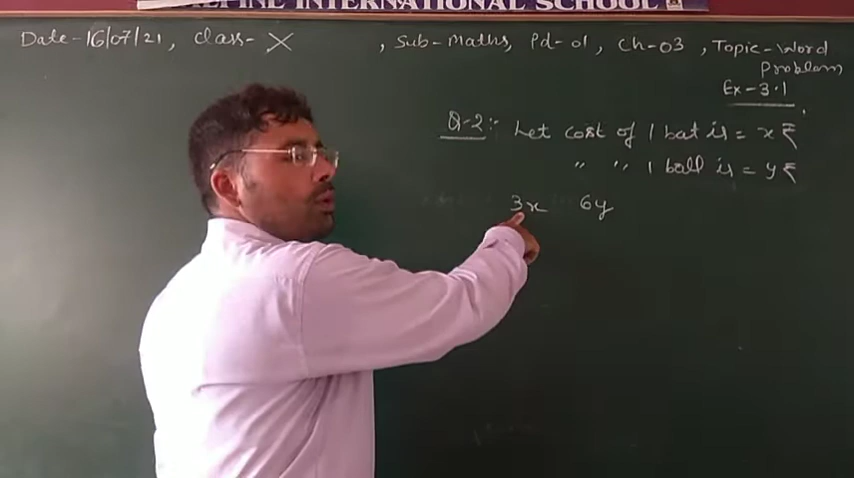 INTERNATIONAL SCHOOL
Date-16/07/21, Class- X , Sub-Maths, Pd-01, Ch-03, Topic-Word
Problem
Ex-3.1
Q-2:- Let cost of 1 bat is = x ₹
" " 1 ball is = y ₹
3x 6y